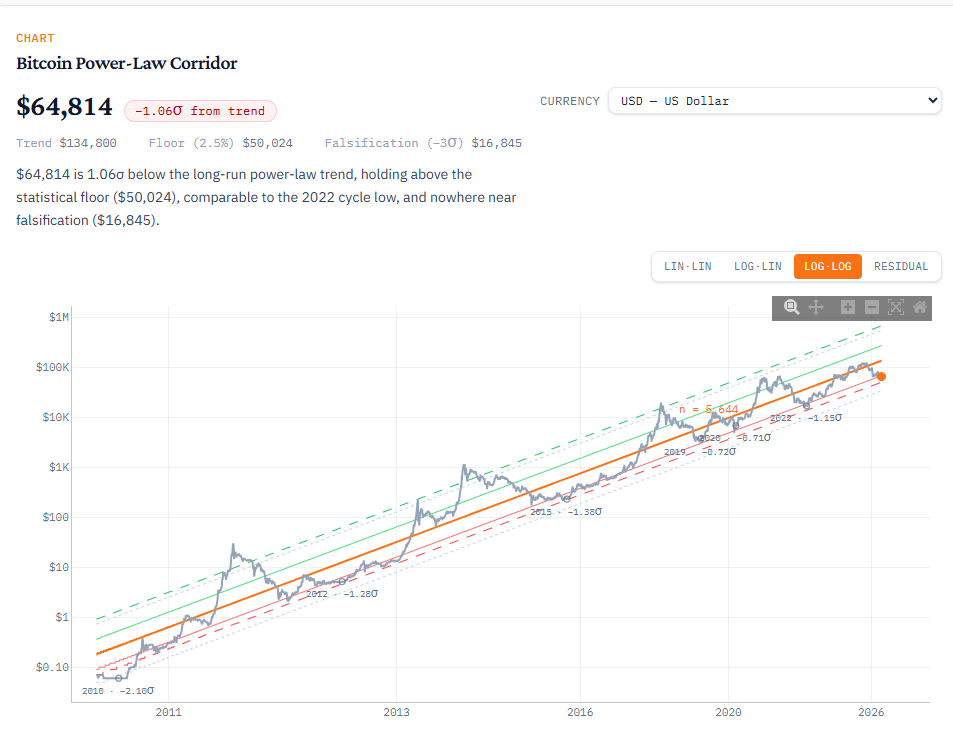 CHART
Bitcoin Power-Law Corridor
$64,814 −1.06σ from trend
CURRENCY USD — US Dollar
Trend $134,800 Floor (2.5%) $50,024 Falsification (−3σ) $16,845
$64,814 is 1.06σ below the long-run power-law trend, holding above the
statistical floor ($50,024), comparable to the 2022 cycle low, and nowhere near
falsification ($16,845).
LIN-LIN LOG-LIN LOG-LOG RESIDUAL
$1M
$100K
$10K
$1K
$100
$10
$1
$0.10
n = 5,844
2022 · −1.15σ
2020 · −0.71σ
2019 · −0.72σ
2015 · −1.38σ
2012 · −1.28σ
2010 · −2.10σ
2011 2013 2016 2020 2026